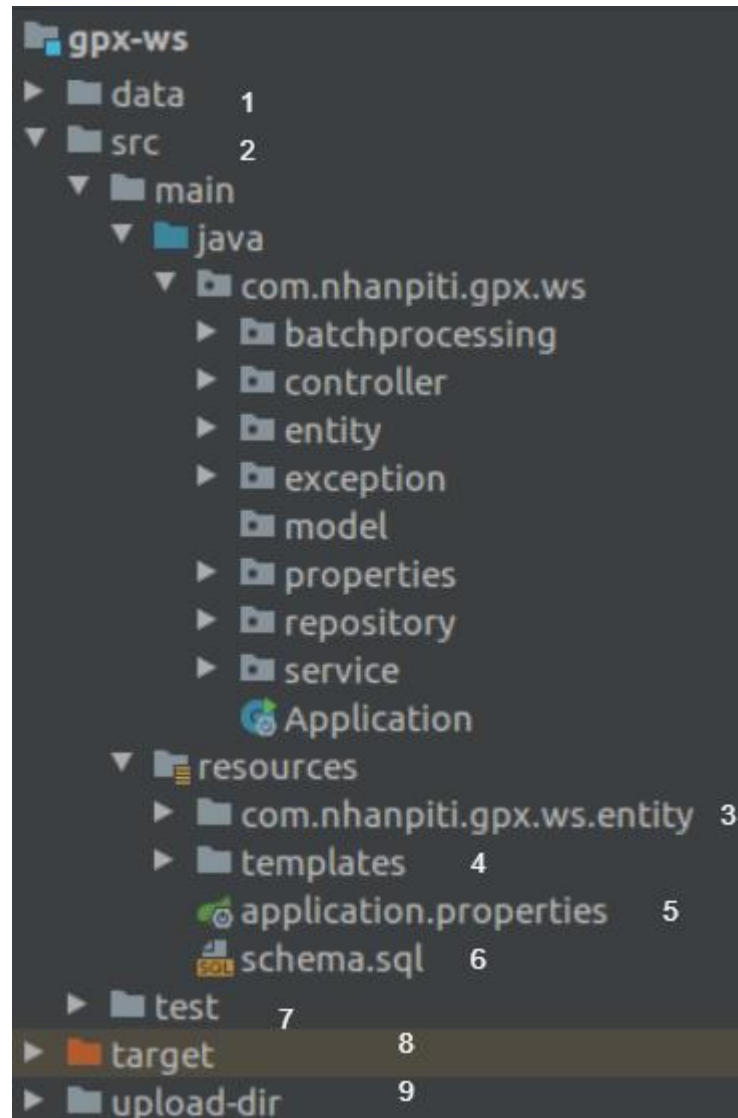 gpx-ws
data 1
src 2
main
java
com.nhanpiti.gpx.ws
batchprocessing
controller
entity
exception
model
properties
repository
service
Application
resources
com.nhanpiti.gpx.ws.entity 3
templates 4
application.properties 5
SQL schema.sql 6
test 7
target 8
upload-dir 9